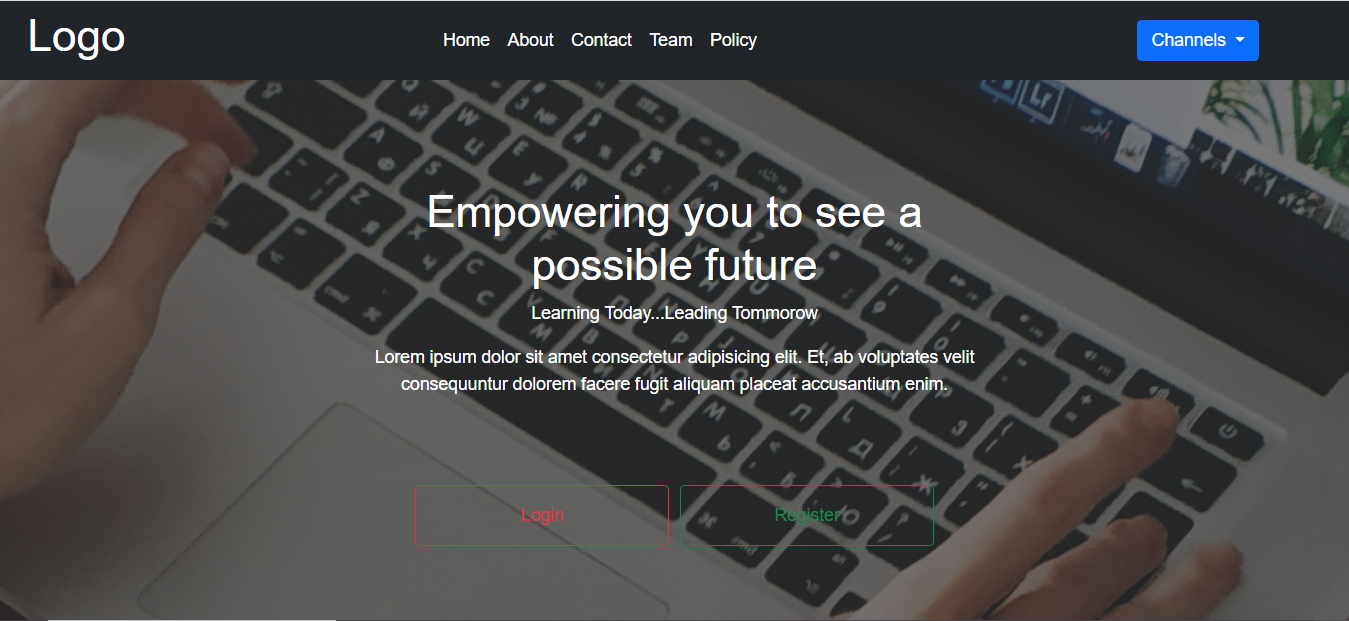 Logo
Home About Contact Team Policy
Channels
Lr
Empowering you to see a
possible future
Learning Today...Leading Tommorow
Lorem ipsum dolor sit amet consectetur adipisicing elit. Et, ab voluptates velit
consequuntur dolorem facere fugit aliquam placeat accusantium enim.
Login
Register